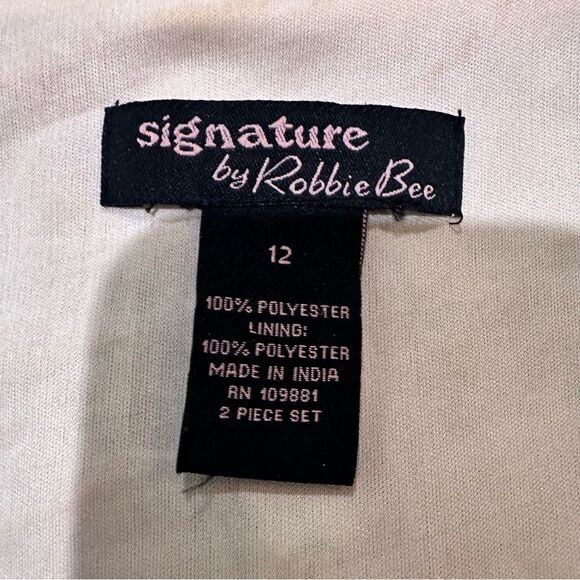 signature
by Robbie Bee
12
100% POLYESTER
LINING:
100% POLYESTER
MADE IN INDIA
RN 109881
2 PIECE SET